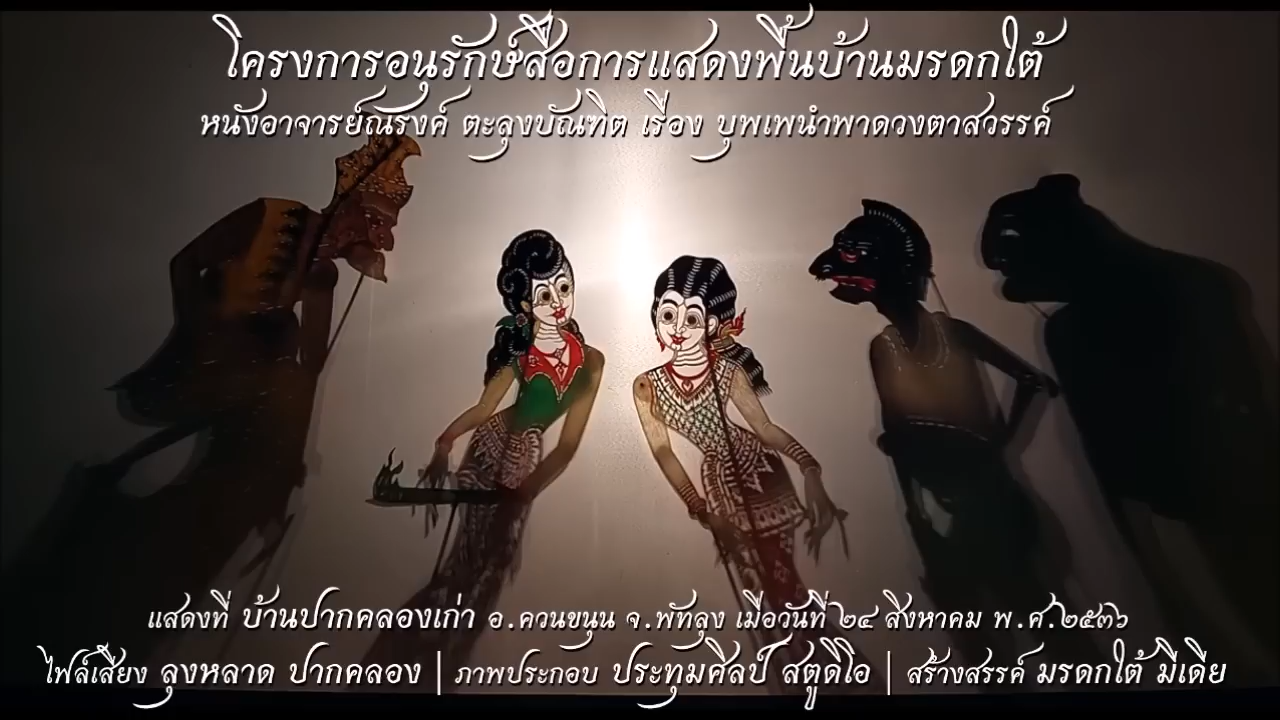 โครงการอนุรักษ์สื่อการแสดงพื้นบ้านมรดกใต้
หนังอาจารย์ณรงค์ ตะลุงบัณฑิต เรื่อง บุพเพนำพาดวงตาสวรรค์
แสดงที่ บ้านปากคลองเก่า อ.ควนขนุน จ.พัทลุง เมื่อวันที่ ๒๔ สิงหาคม พ.ศ.๒๕๓๖
ไฟล์เสียง ลุงหลาด ปากคลอง | ภาพประกอบ ประทุมศิลป์ สตูดิโอ | สร้างสรรค์ มรดกใต้ มีเดีย